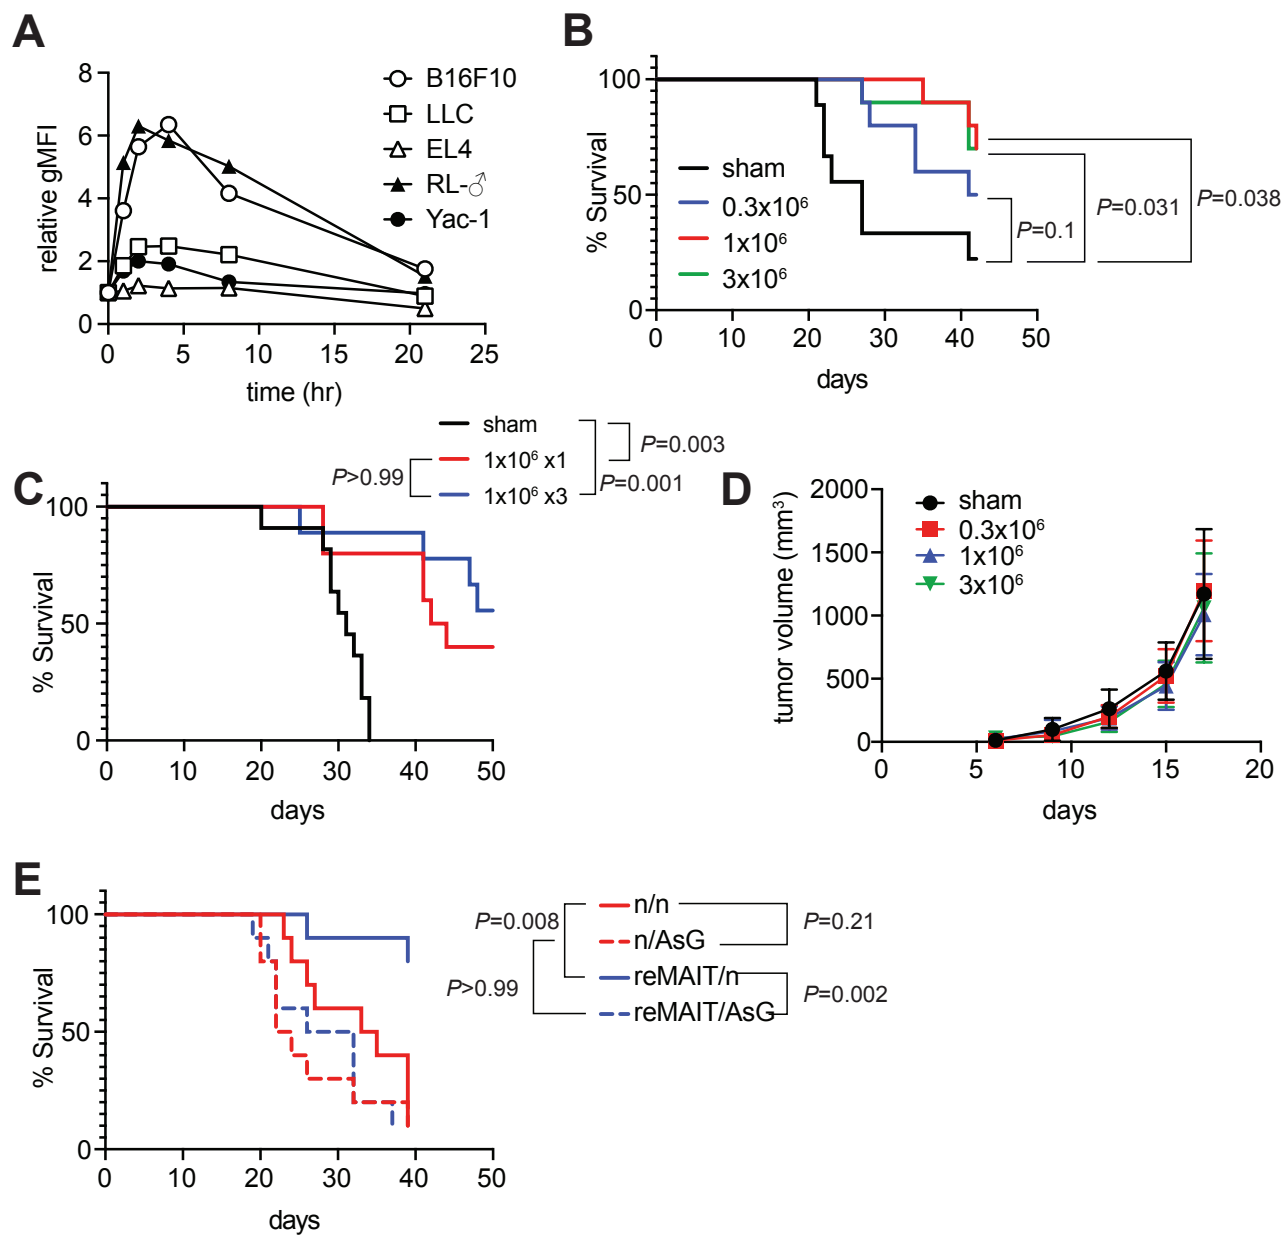 A
relative gMFI
8
6
4
2
0
0 5 10 15 20 25
time (hr)
B16F10
LLC
EL4
RL-♂
Yac-1
B
% Survival
100
50
0
0 10 20 30 40 50
days
sham
0.3x10⁶
1x10⁶
3x10⁶
P=0.1
P=0.031
P=0.038
C
% Survival
100
50
0
0 10 20 30 40 50
days
sham
1x10⁶ x1
1x10⁶ x3
P>0.99
P=0.003
P=0.001
D
tumor volume (mm³)
2000
1500
1000
500
0
0 5 10 15 20
days
sham
0.3x10⁶
1x10⁶
3x10⁶
E
% Survival
100
50
0
0 10 20 30 40 50
days
n/n
n/AsG
reMAIT/n
reMAIT/AsG
P=0.008
P>0.99
P=0.21
P=0.002